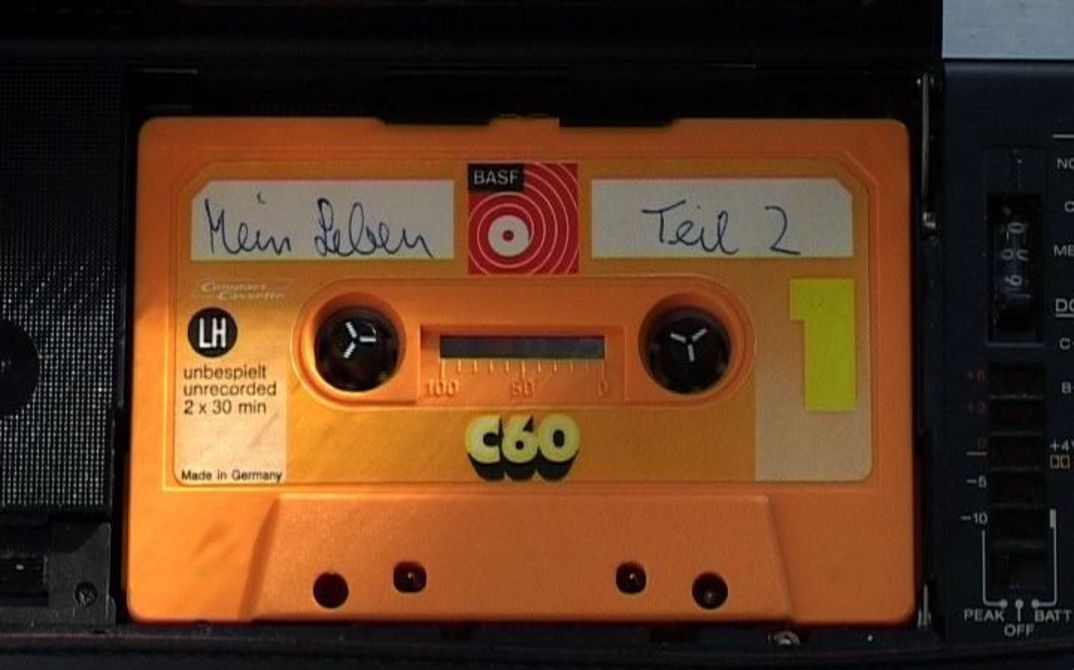 BASF
Mein Leben
Teil 2
Compact
Cassette
LH
unbespielt
unrecorded
2 x 30 min
Made in Germany
100 50 0
C60
1
-5
-10
PEAK
OFF
BATT